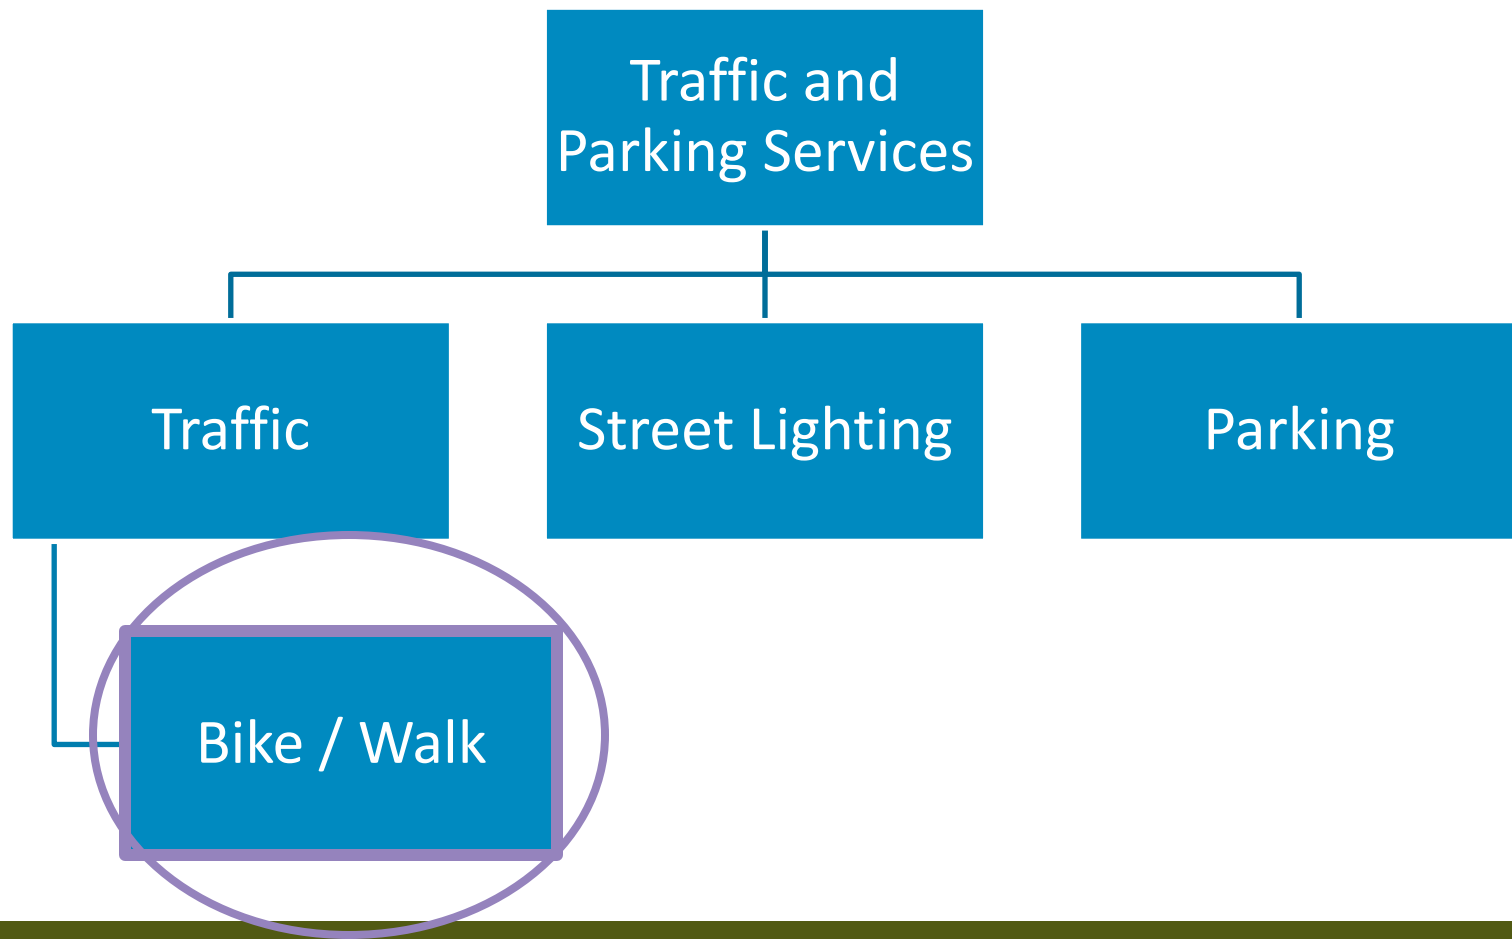 Traffic and
Parking Services
Traffic
Street Lighting
Parking
Bike / Walk